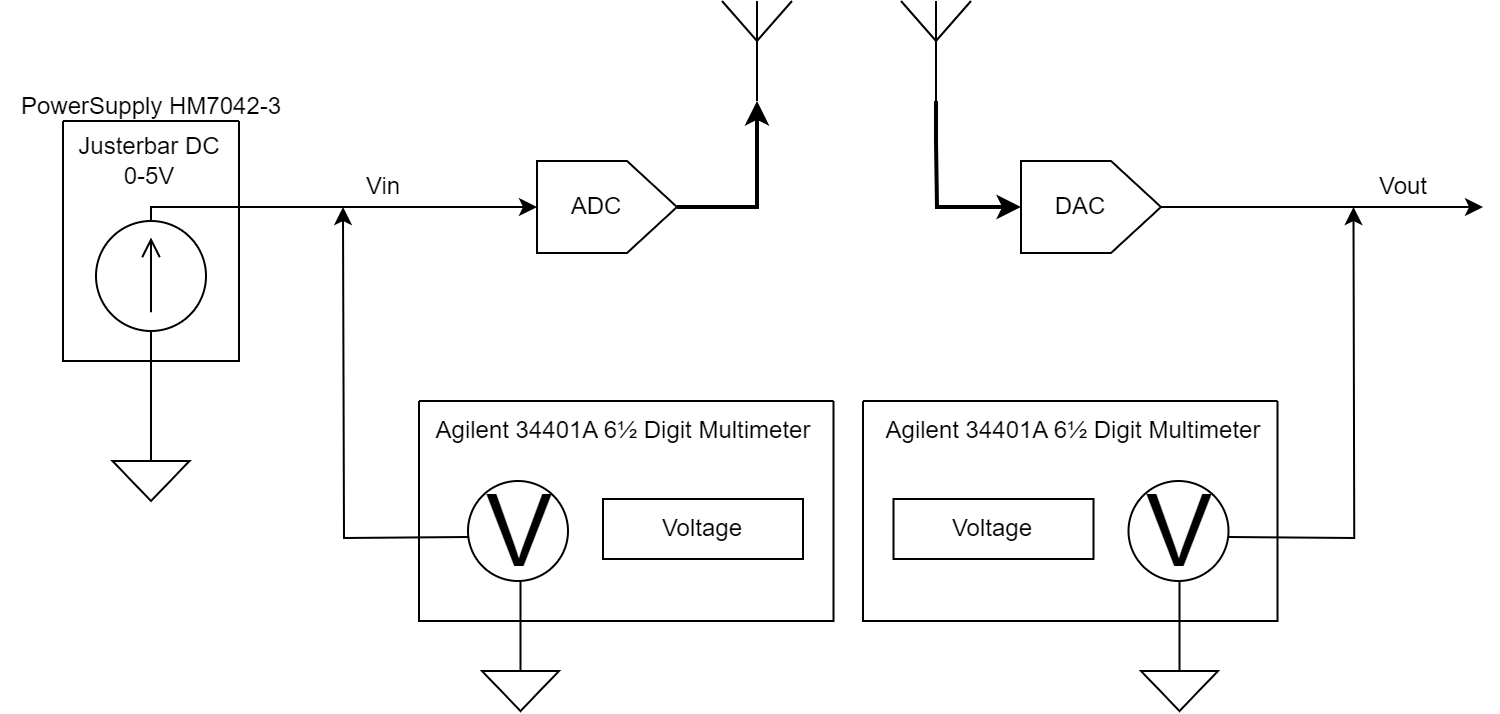 PowerSupply HM7042-3
Justerbar DC
0-5V
Vin
ADC
DAC
Vout
Agilent 34401A 6½ Digit Multimeter
V
Voltage
Agilent 34401A 6½ Digit Multimeter
Voltage
V